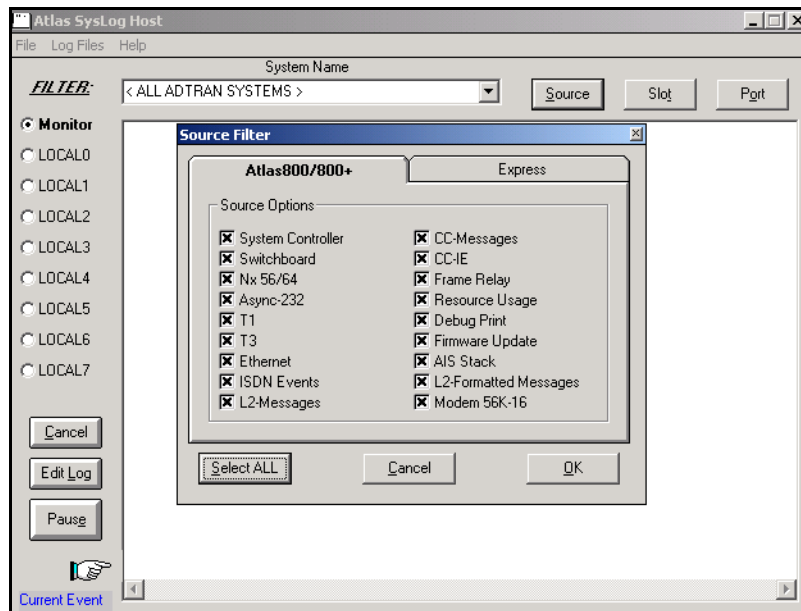 Atlas SysLog Host
File Log Files Help
System Name
FILTER:
< ALL ADTRAN SYSTEMS >
Source
Slot
Port
Monitor
LOCAL0
LOCAL1
LOCAL2
LOCAL3
LOCAL4
LOCAL5
LOCAL6
LOCAL7
Cancel
Edit Log
Pause
Current Event
Source Filter
Atlas800/800+
Express
Source Options
System Controller
Switchboard
Nx 56/64
Async-232
T1
T3
Ethernet
ISDN Events
L2-Messages
CC-Messages
CC-IE
Frame Relay
Resource Usage
Debug Print
Firmware Update
AIS Stack
L2-Formatted Messages
Modem 56K-16
Select ALL
Cancel
OK